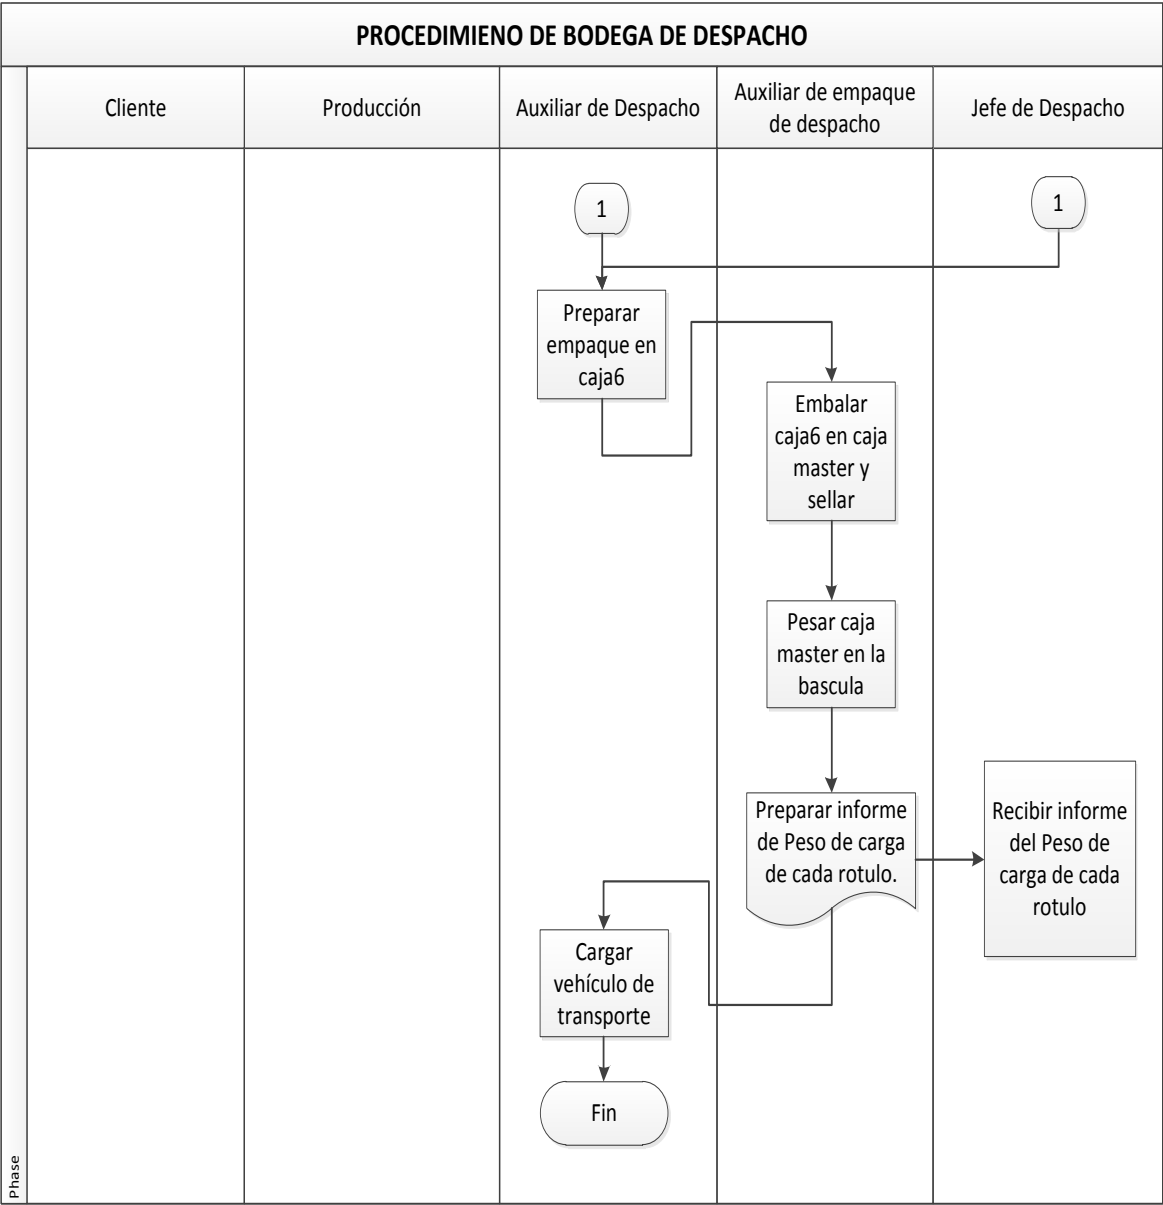 PROCEDIMIENO DE BODEGA DE DESPACHO
Cliente
Producción
Auxiliar de Despacho
Auxiliar de empaque
de despacho
Jefe de Despacho
1
1
Preparar
empaque en
caja6
Embalar
caja6 en caja
master y
sellar
Pesar caja
master en la
bascula
Preparar informe
de Peso de carga
de cada rotulo.
Recibir informe
del Peso de
carga de cada
rotulo
Cargar
vehículo de
transporte
Fin
Phase